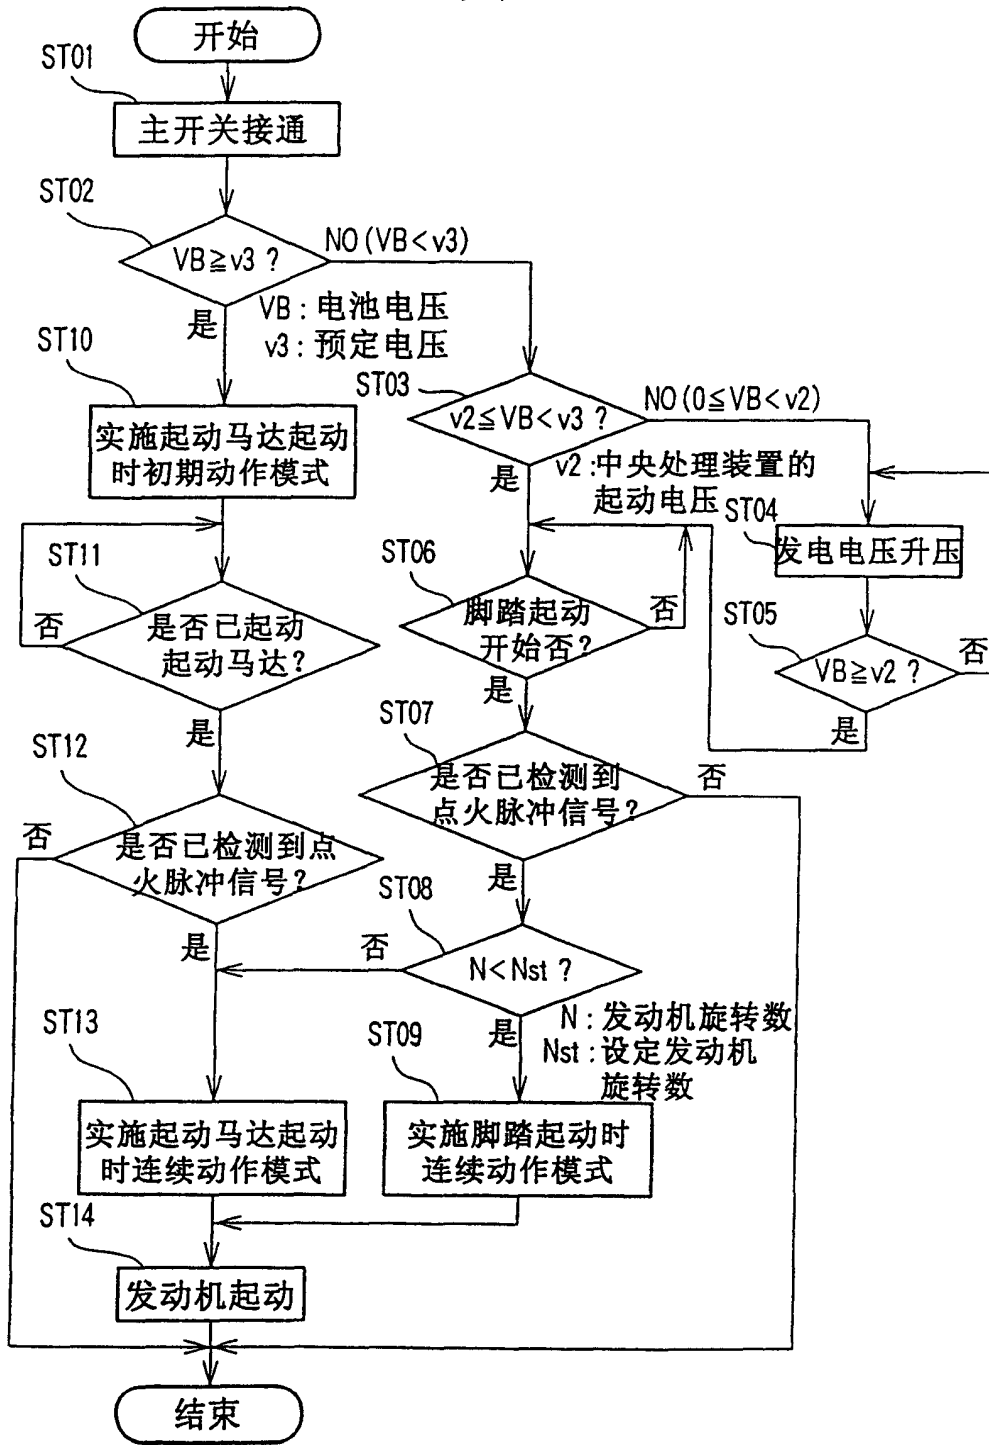 开始
ST01
主开关接通
ST02
VB≧v3 ?
NO(VB<v3)
是
VB : 电池电压
v3 : 预定电压
ST10
实施起动马达起动
时初期动作模式
ST03
v2≦VB<v3 ?
NO(0≦VB<v2)
是
v2 :中央处理装置的
起动电压
ST04
发电电压升压
ST05
VB≧v2 ?
否
是
ST11
是否已起动
起动马达?
否
是
ST06
脚踏起动
开始否?
否
是
ST07
是否已检测到
点火脉冲信号?
否
是
ST12
是否已检测到点
火脉冲信号?
否
是
ST08
N<Nst ?
否
是
N : 发动机旋转数
Nst : 设定发动机
旋转数
ST13
实施起动马达起动
时连续动作模式
ST09
实施脚踏起动时
连续动作模式
ST14
发动机起动
结束